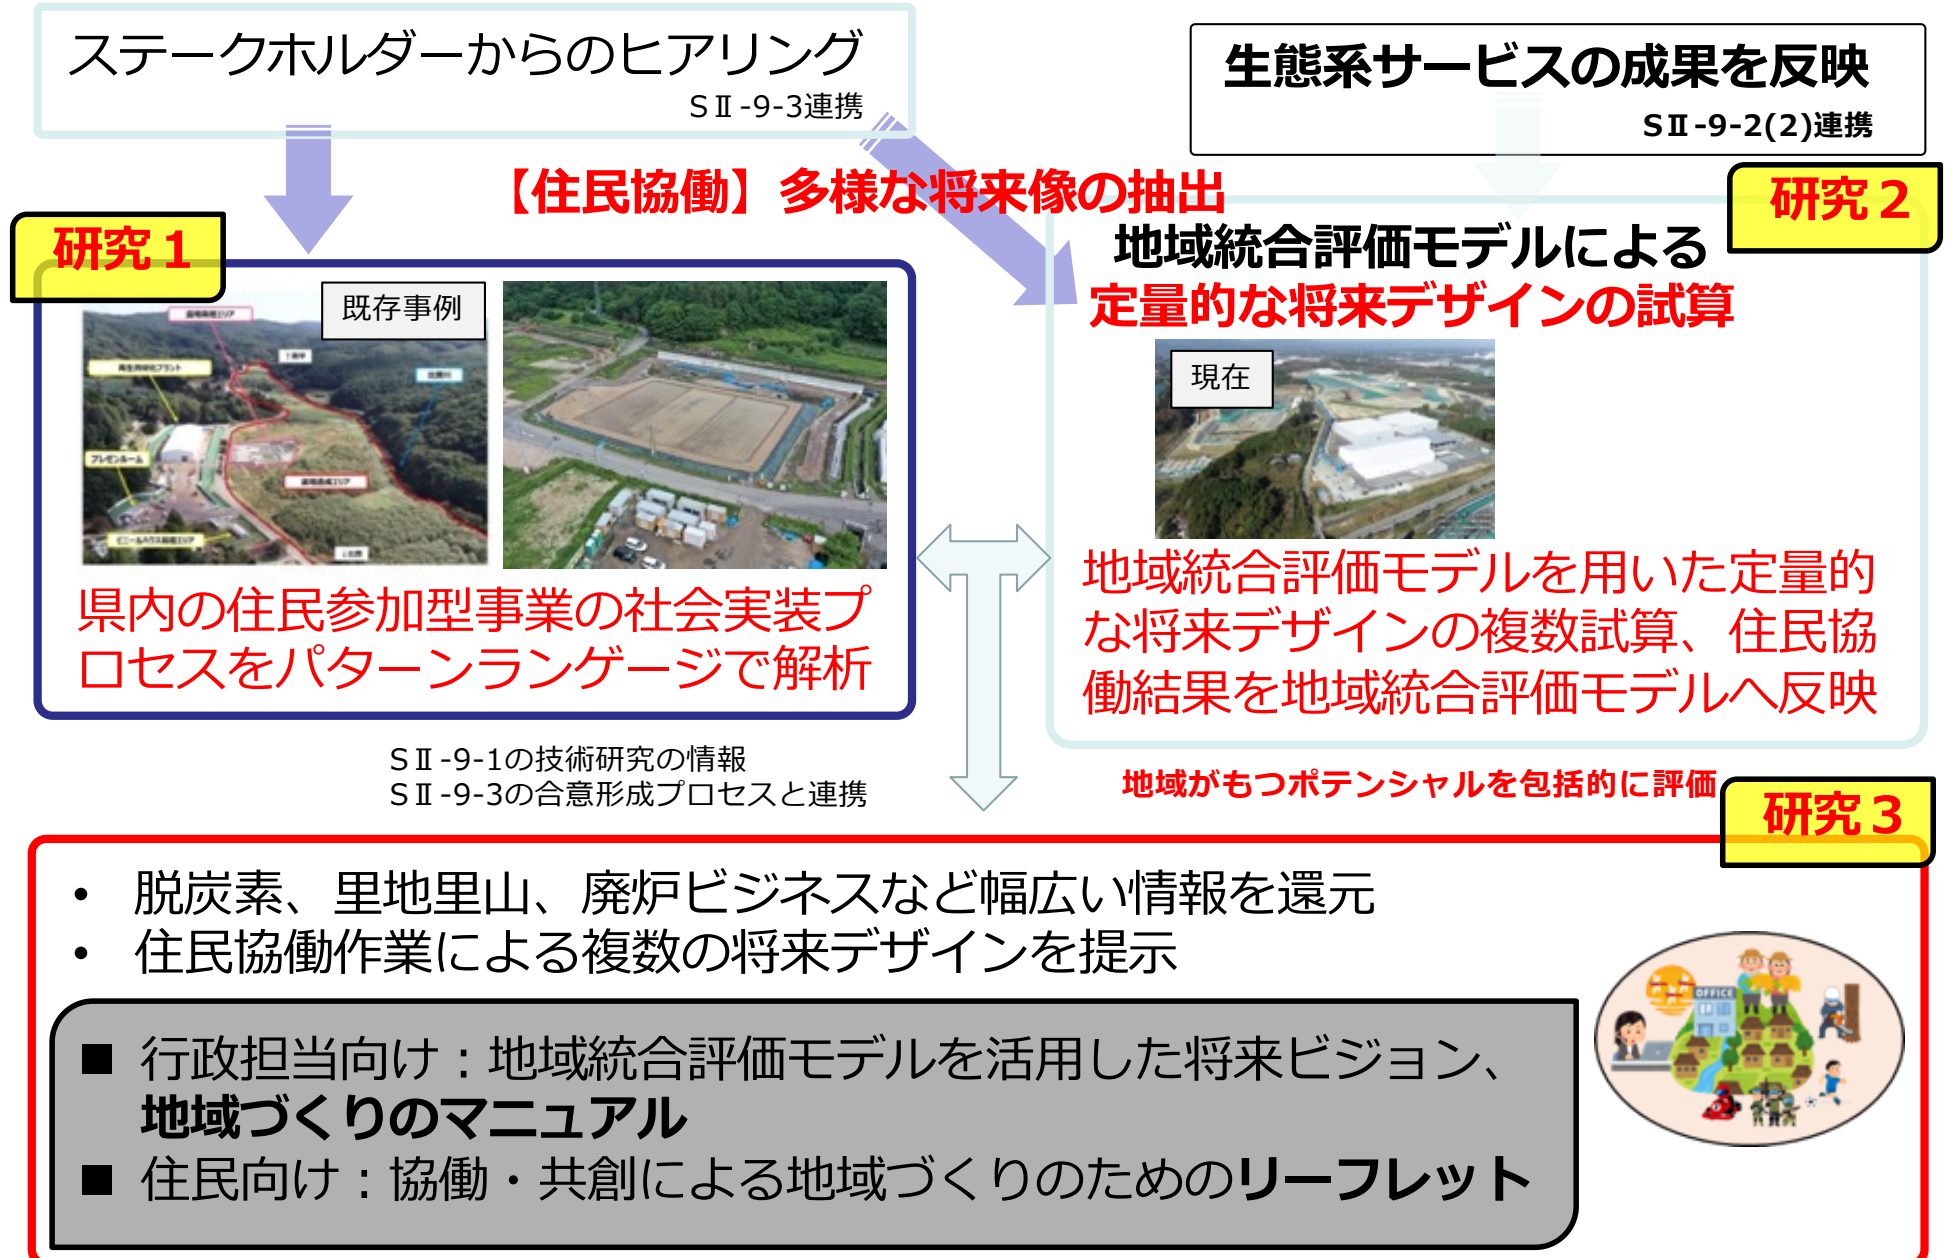 ステークホルダーからのヒアリング
SⅡ-9-3連携
生態系サービスの成果を反映
SⅡ-9-2(2)連携
【住民協働】多様な将来像の抽出
研究１
既存事例
プレゼンルーム
県内の住民参加型事業の社会実装プ
ロセスをパターンランゲージで解析
研究２
地域統合評価モデルによる
定量的な将来デザインの試算
現在
地域統合評価モデルを用いた定量的
な将来デザインの複数試算、住民協
働結果を地域統合評価モデルへ反映
SⅡ-9-1の技術研究の情報
SⅡ-9-3の合意形成プロセスと連携
地域がもつポテンシャルを包括的に評価
研究３
• 脱炭素、里地里山、廃炉ビジネスなど幅広い情報を還元
• 住民協働作業による複数の将来デザインを提示
■ 行政担当向け：地域統合評価モデルを活用した将来ビジョン、
地域づくりのマニュアル
■ 住民向け：協働・共創による地域づくりのためのリーフレット
OFFICE